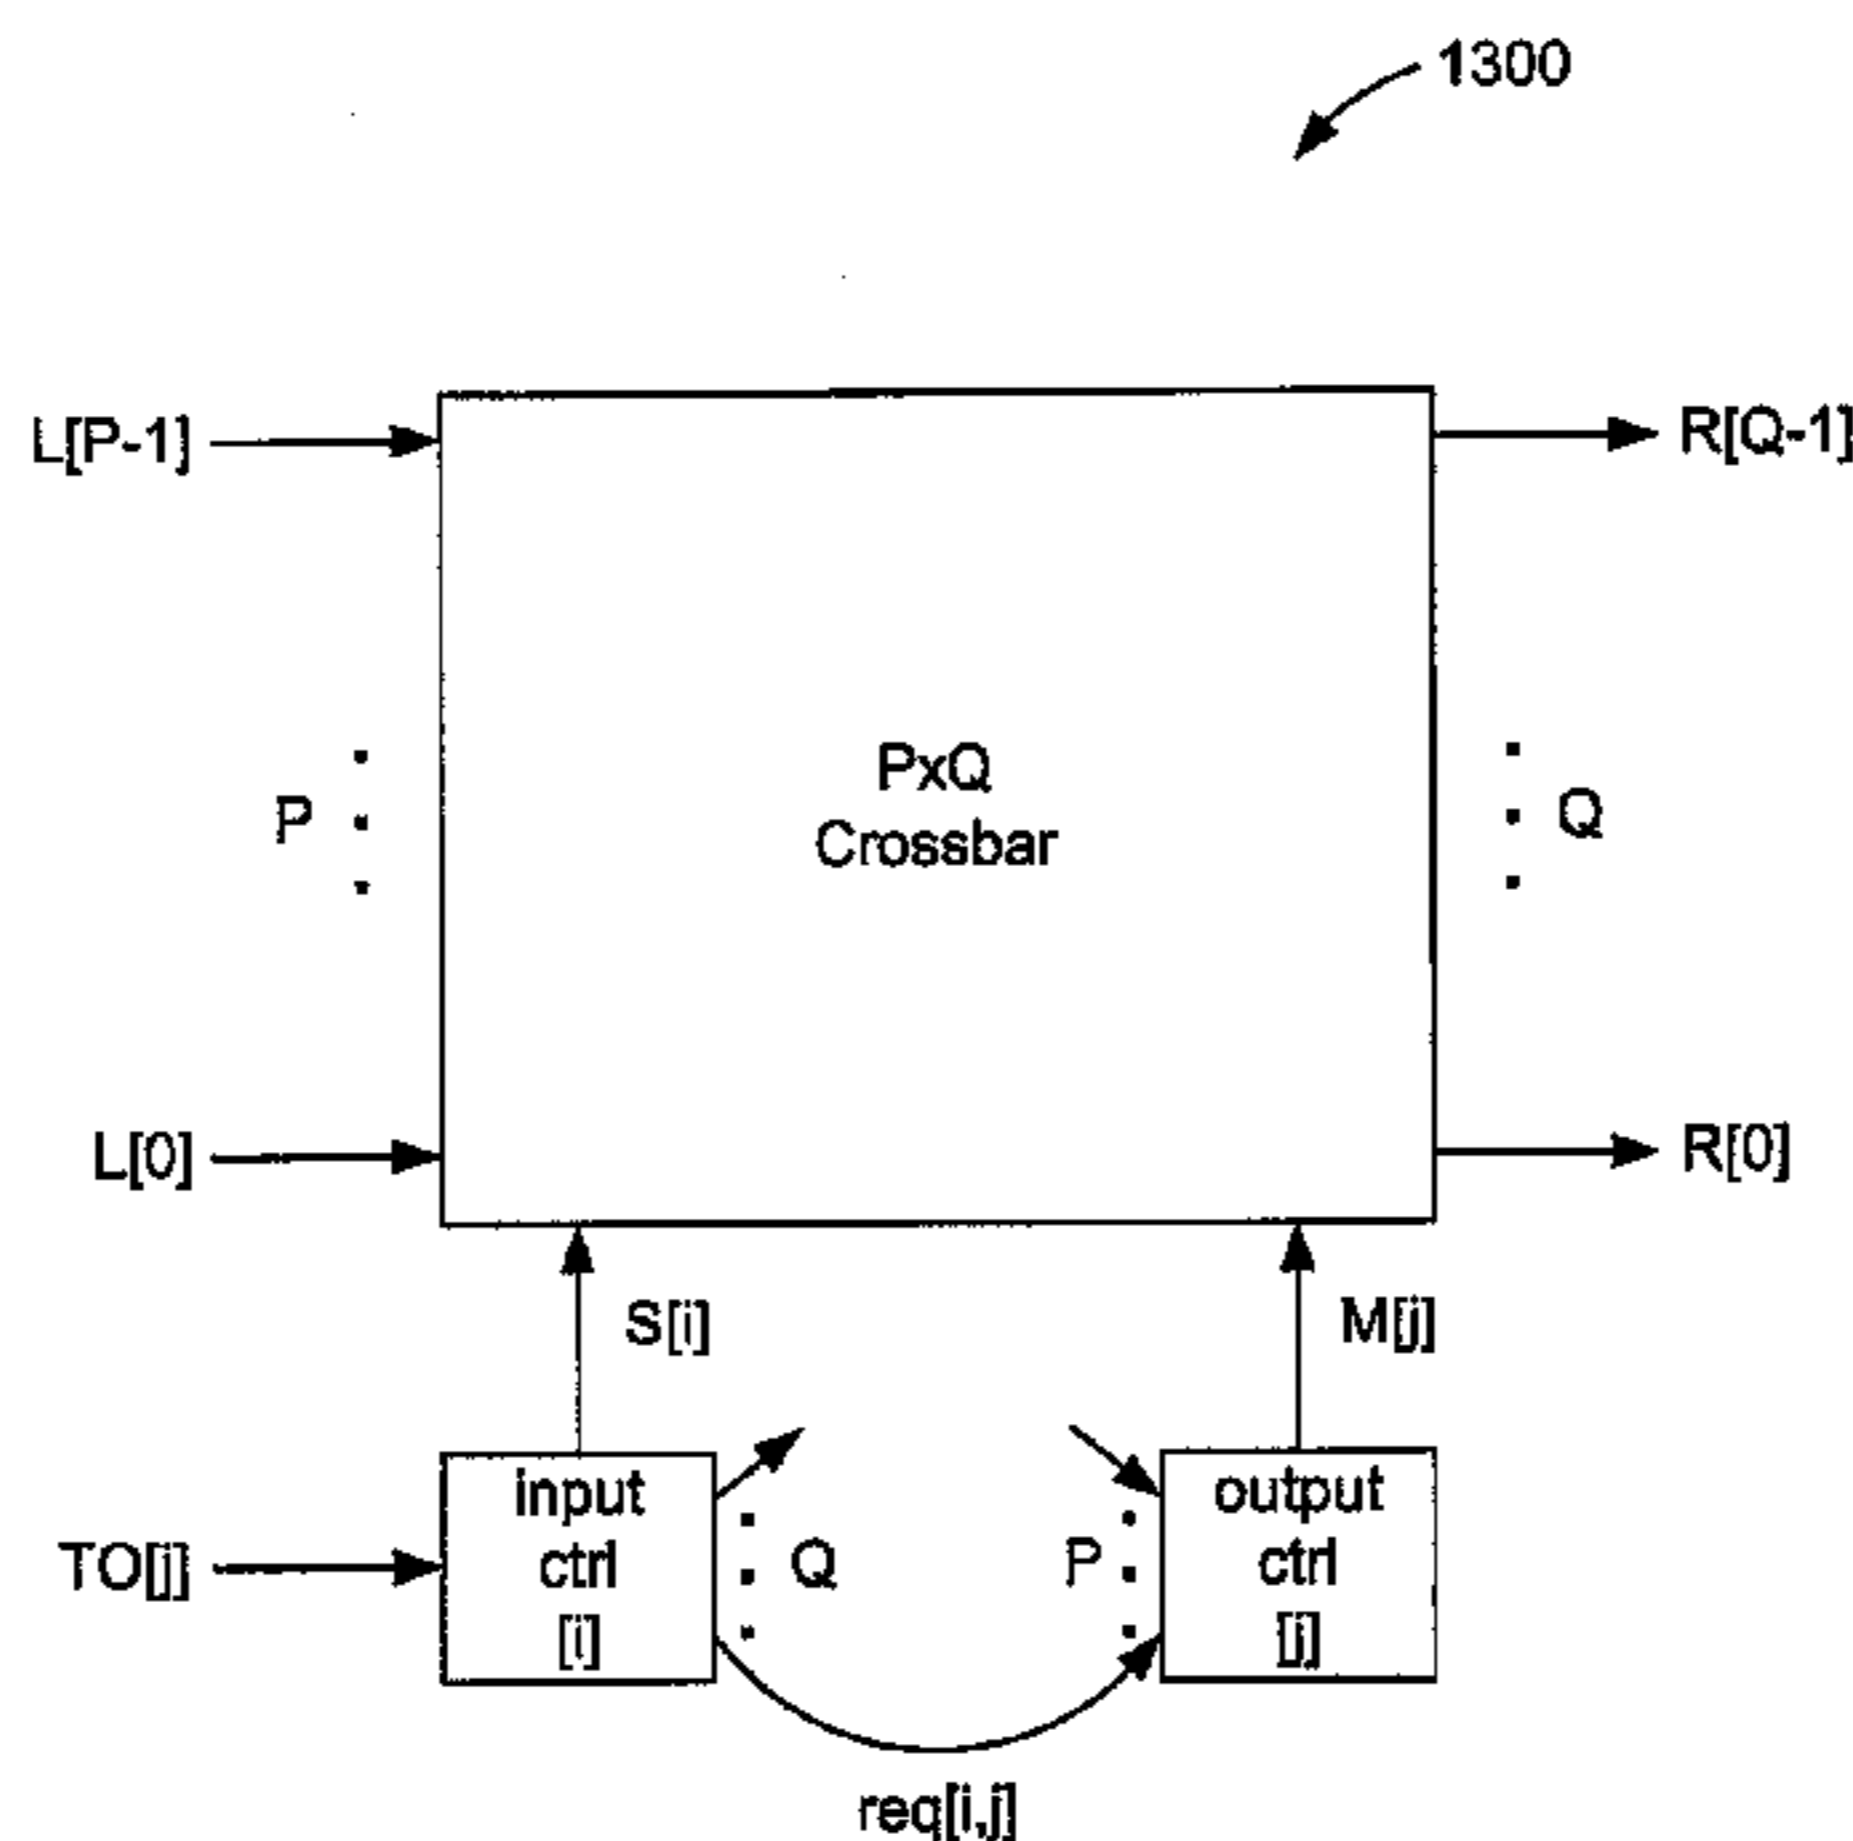 1300
L[P-1]
R[Q-1]
PxQ
Crossbar
P
Q
L[0]
R[0]
S[i]
M[j]
input
ctrl
[i]
output
ctrl
[j]
TO[j]
Q
P
req[i,j]